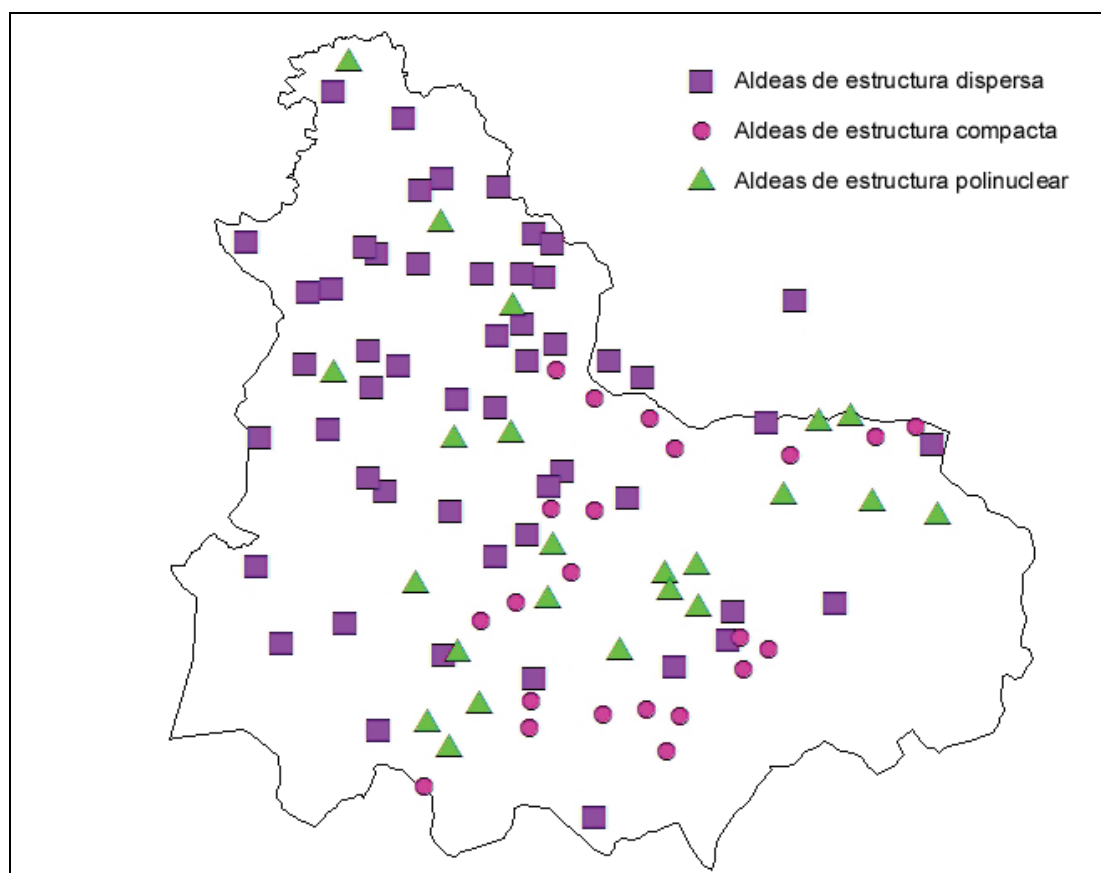 Aldeas de estructura dispersa
Aldeas de estructura compacta
Aldeas de estructura polinuclear